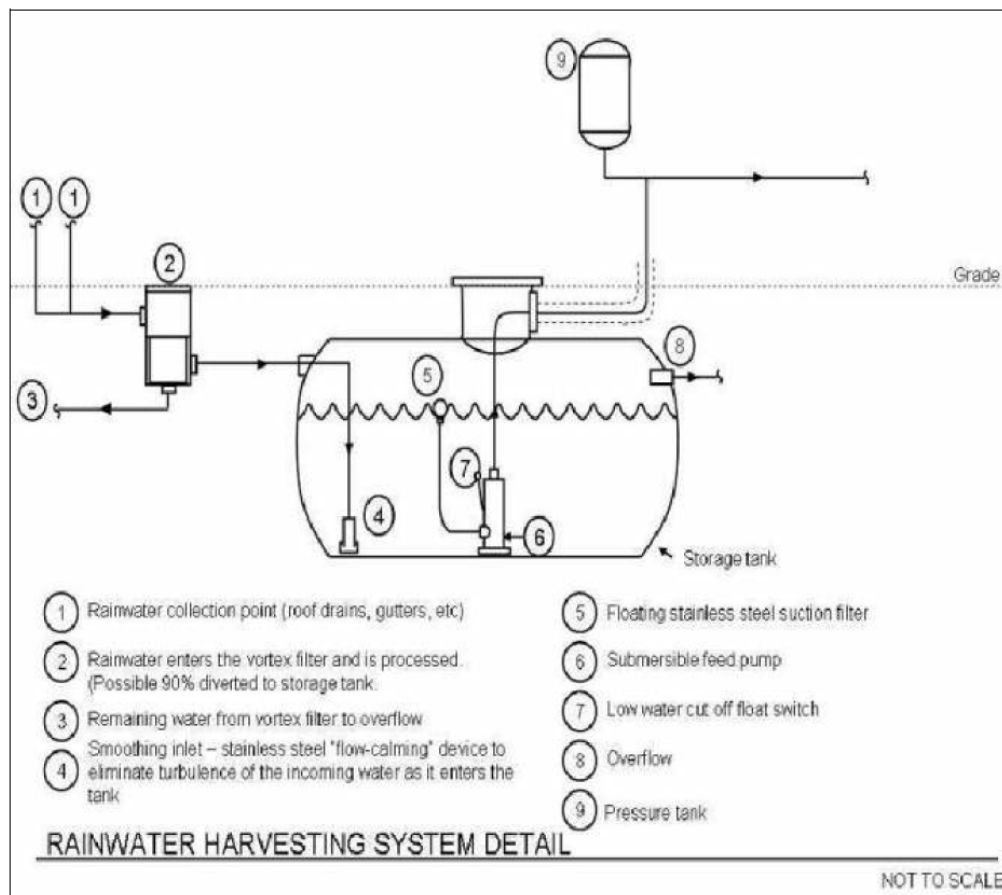 9
1 1
2
Grade
3
5
8
7
4
6
Storage tank
1 Rainwater collection point (roof drains, gutters, etc)
2 Rainwater enters the vortex filter and is processed.
(Possible 90% diverted to storage tank.
3 Remaining water from vortex filter to overflow
4 Smoothing inlet – stainless steel "flow-calming" device to
eliminate turbulence of the incoming water as it enters the
tank
5 Floating stainless steel suction filter
6 Submersible feed pump
7 Low water cut off float switch
8 Overflow
9 Pressure tank
RAINWATER HARVESTING SYSTEM DETAIL
NOT TO SCALE